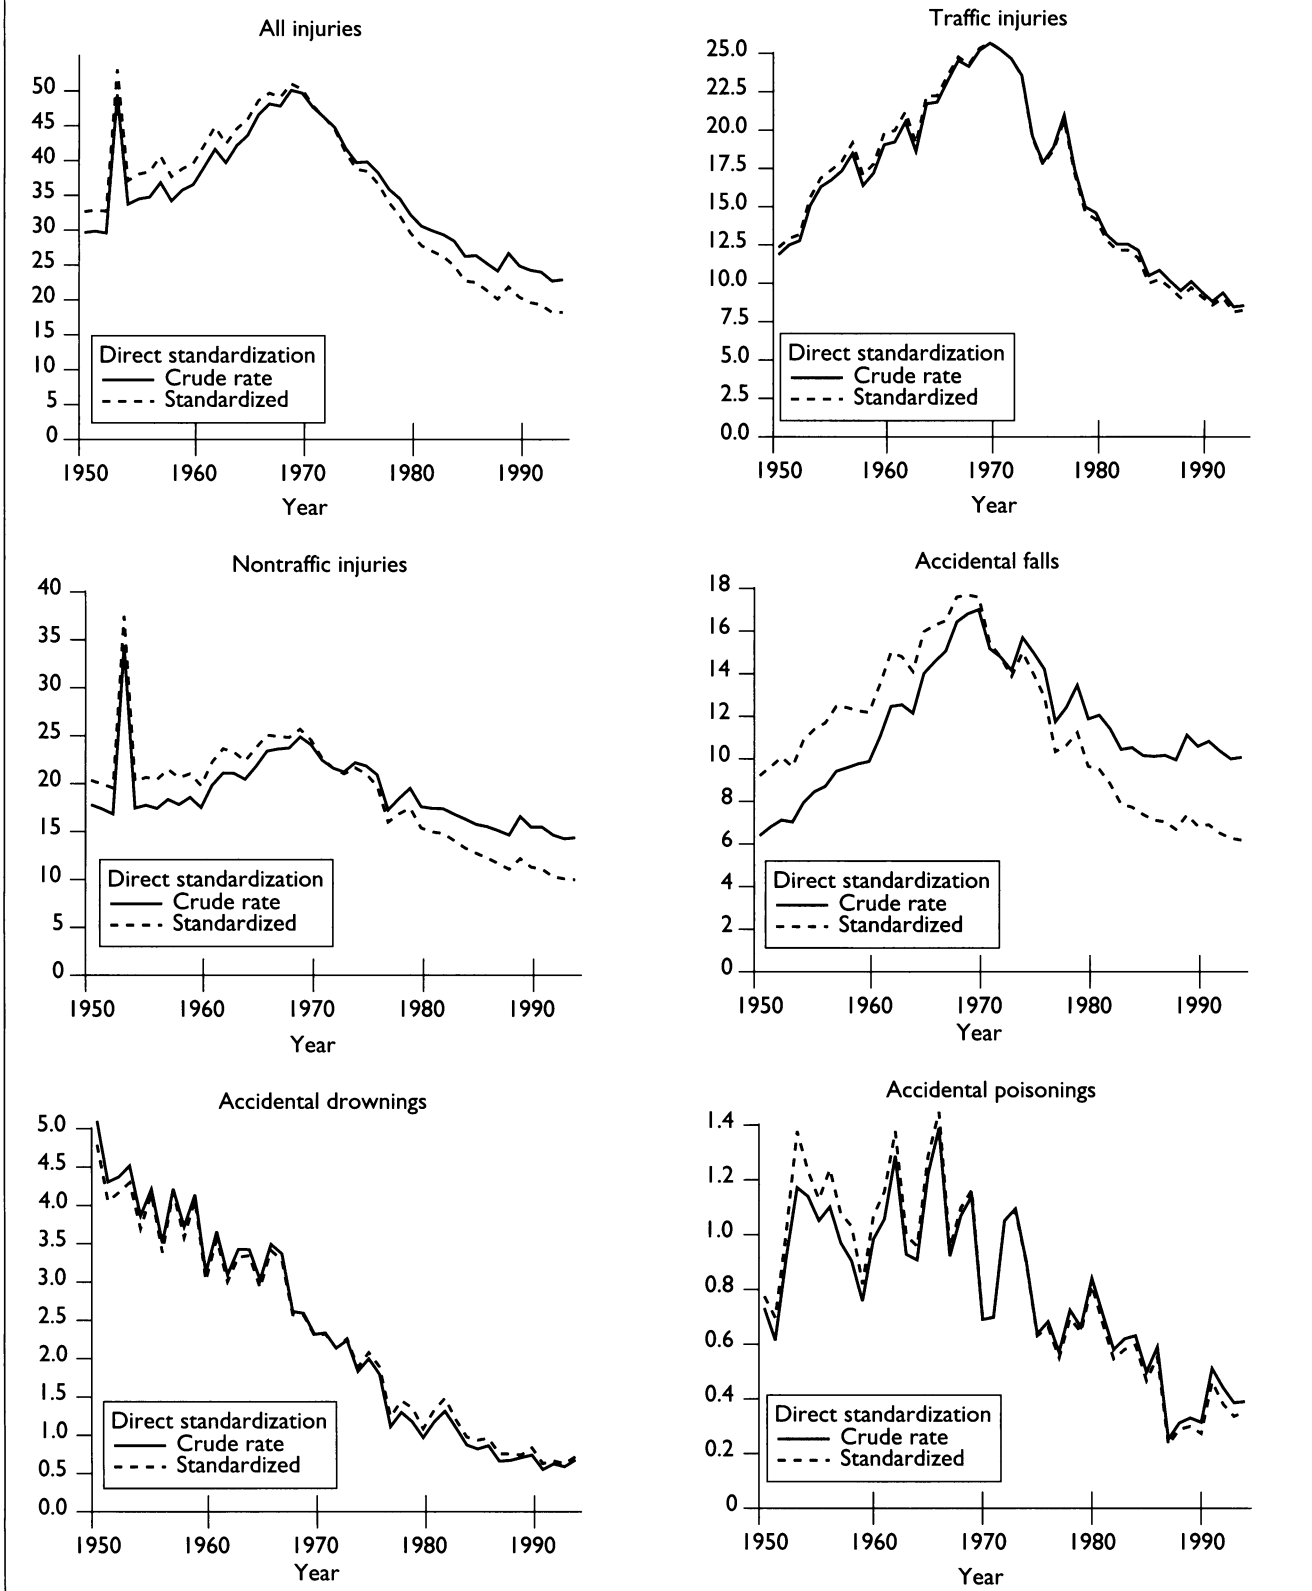 All injuries
50
45
40
35
30
25
20
15
10
5
0
Direct standardization
Crude rate
Standardized
1950 1960 1970 1980 1990
Year
Traffic injuries
25.0
22.5
20.0
17.5
15.0
12.5
10.0
7.5
5.0
2.5
0.0
Direct standardization
Crude rate
Standardized
1950 1960 1970 1980 1990
Year
Nontraffic injuries
40
35
30
25
20
15
10
5
0
Direct standardization
Crude rate
Standardized
1950 1960 1970 1980 1990
Year
Accidental falls
18
16
14
12
10
8
6
4
2
0
Direct standardization
Crude rate
Standardized
1950 1960 1970 1980 1990
Year
Accidental drownings
5.0
4.5
4.0
3.5
3.0
2.5
2.0
1.5
1.0
0.5
0.0
Direct standardization
Crude rate
Standardized
1950 1960 1970 1980 1990
Year
Accidental poisonings
1.4
1.2
1.0
0.8
0.6
0.4
0.2
0
Direct standardization
Crude rate
Standardized
1950 1960 1970 1980 1990
Year